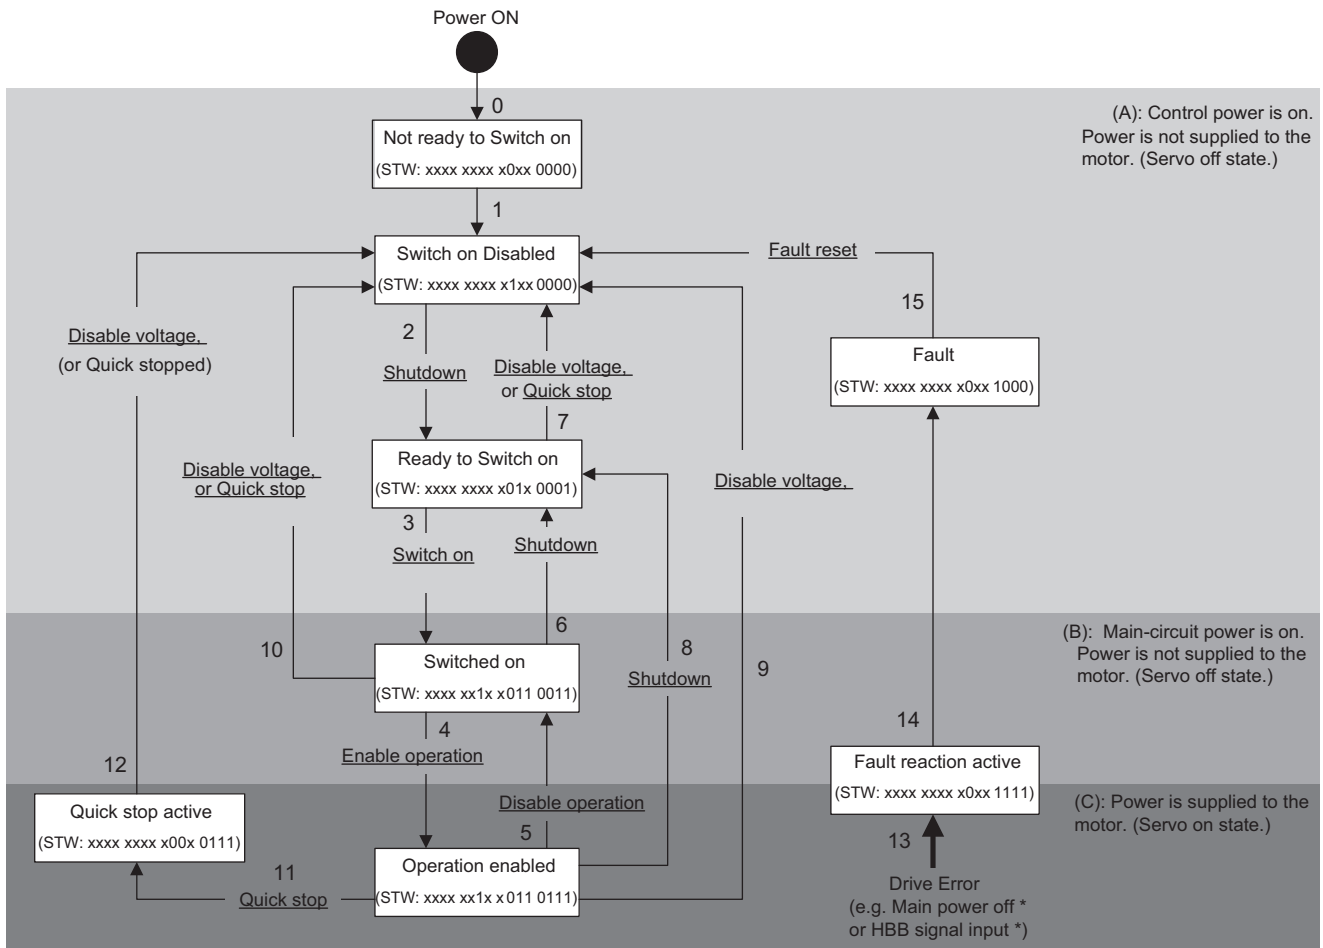 Power ON
0
(A): Control power is on.
Power is not supplied to the
motor. (Servo off state.)
Not ready to Switch on
(STW: xxxx xxxx x0xx 0000)
1
Switch on Disabled
(STW: xxxx xxxx x1xx 0000)
Fault reset
15
2
Shutdown
Disable voltage,
or Quick stop
7
Disable voltage,
(or Quick stopped)
Fault
(STW: xxxx xxxx x0xx 1000)
Ready to Switch on
(STW: xxxx xxxx x01x 0001)
Disable voltage,
or Quick stop
Disable voltage,
3
Switch on
Shutdown
6
10
8
Shutdown
9
(B): Main-circuit power is on.
Power is not supplied to the
motor. (Servo off state.)
Switched on
(STW: xxxx xx1x x011 0011)
4
Enable operation
14
12
Fault reaction active
(STW: xxxx xxxx x0xx 1111)
Quick stop active
(STW: xxxx xxxx x00x 0111)
Disable operation
5
(C): Power is supplied to the
motor. (Servo on state.)
13
Operation enabled
(STW: xxxx xx1x x011 0111)
11
Quick stop
Drive Error
(e.g. Main power off *
or HBB signal input *)